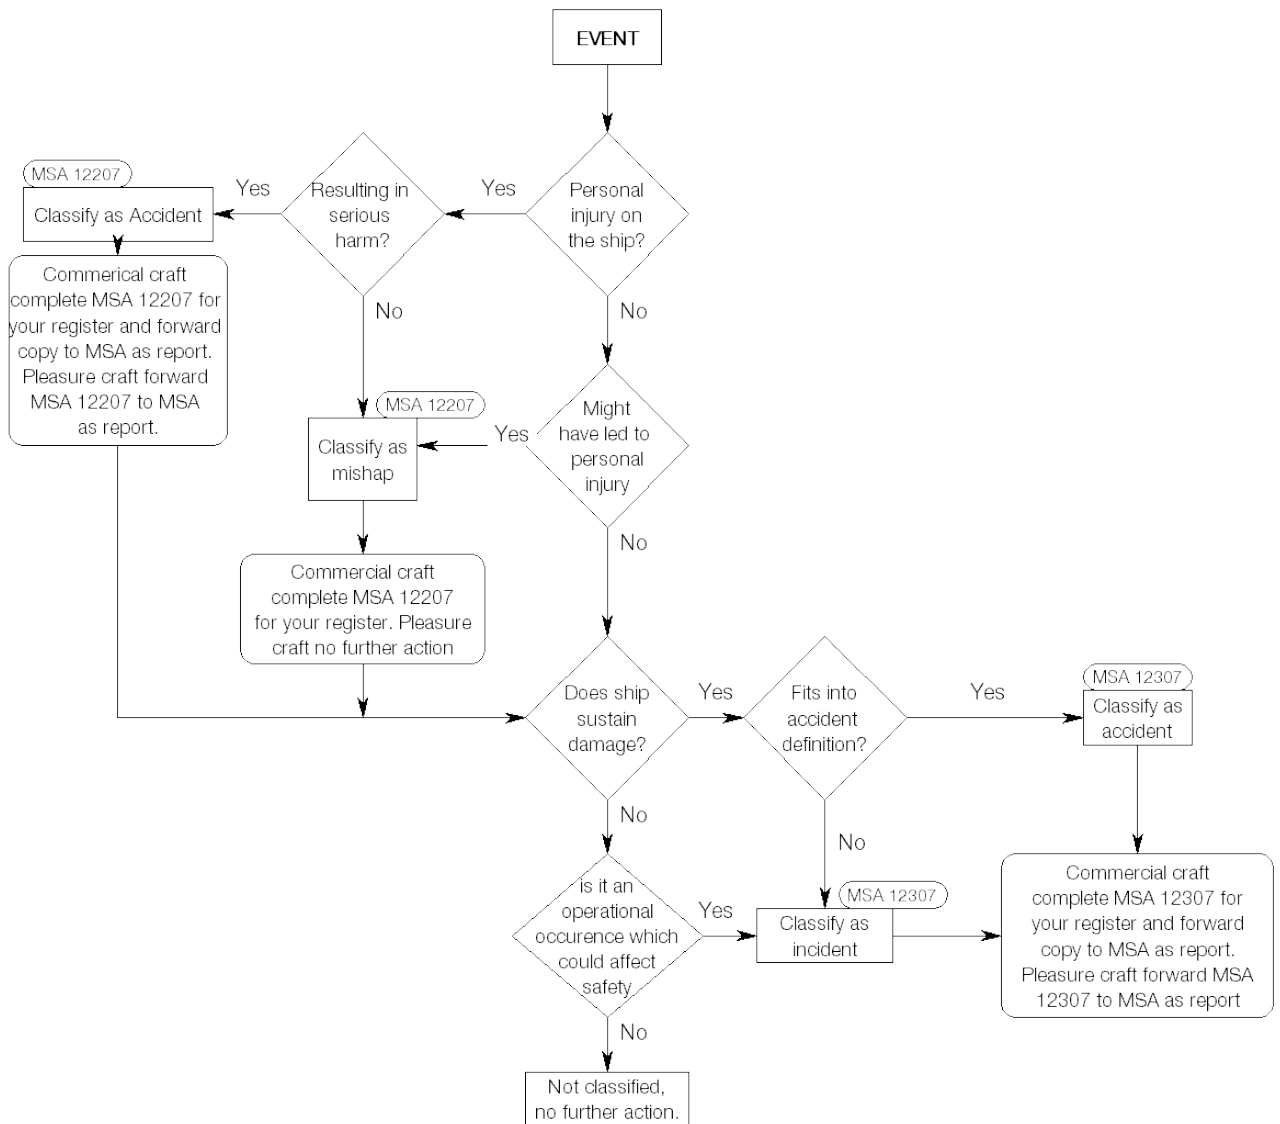 EVENT
Personal
injury on
the ship?
Yes
Resulting in
serious
harm?
Yes
MSA 12207
Classify as Accident
Commerical craft
complete MSA 12207 for
your register and forward
copy to MSA as report.
Pleasure craft forward
MSA 12207 to MSA
as report.
No
No
Might
have led to
personal
injury
Yes
MSA 12207
Classify as
mishap
Commercial craft
complete MSA 12207
for your register. Pleasure
craft no further action
No
Does ship
sustain
damage?
Yes
Fits into
accident
definition?
Yes
MSA 12307
Classify as
accident
No
No
is it an
operational
occurence which
could affect
safety
Yes
MSA 12307
Classify as
incident
Commercial craft
complete MSA 12307 for
your register and forward
copy to MSA as report.
Pleasure craft forward MSA
12307 to MSA as report
No
Not classified,
no further action.